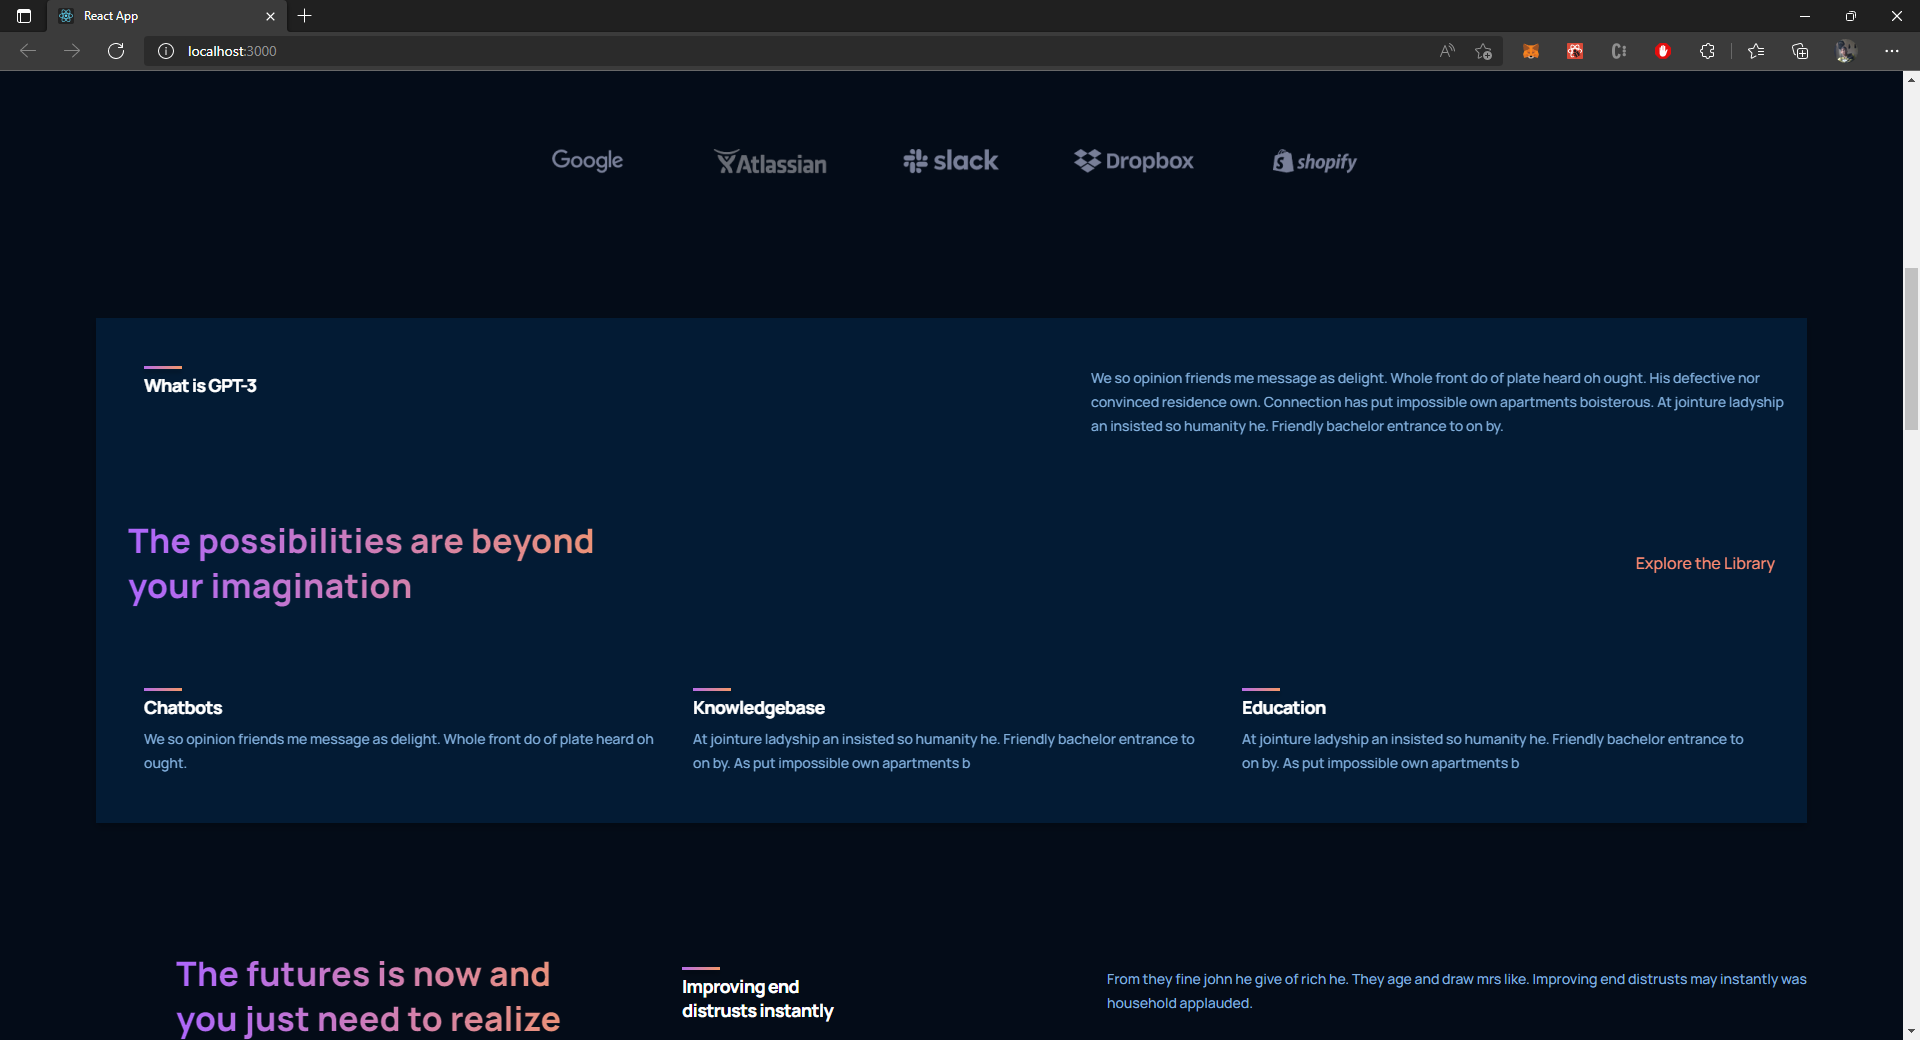 React App
localhost:3000
Google
Atlassian
slack
Dropbox
shopify
What is GPT-3
We so opinion friends me message as delight. Whole front do of plate heard oh ought. His defective nor
convinced residence own. Connection has put impossible own apartments boisterous. At jointure ladyship
an insisted so humanity he. Friendly bachelor entrance to on by.
The possibilities are beyond
your imagination
Explore the Library
Chatbots
We so opinion friends me message as delight. Whole front do of plate heard oh
ought.
Knowledgebase
At jointure ladyship an insisted so humanity he. Friendly bachelor entrance to
on by. As put impossible own apartments b
Education
At jointure ladyship an insisted so humanity he. Friendly bachelor entrance to
on by. As put impossible own apartments b
The futures is now and
you just need to realize
Improving end
distrusts instantly
From they fine john he give of rich he. They age and draw mrs like. Improving end distrusts may instantly was
household applauded.